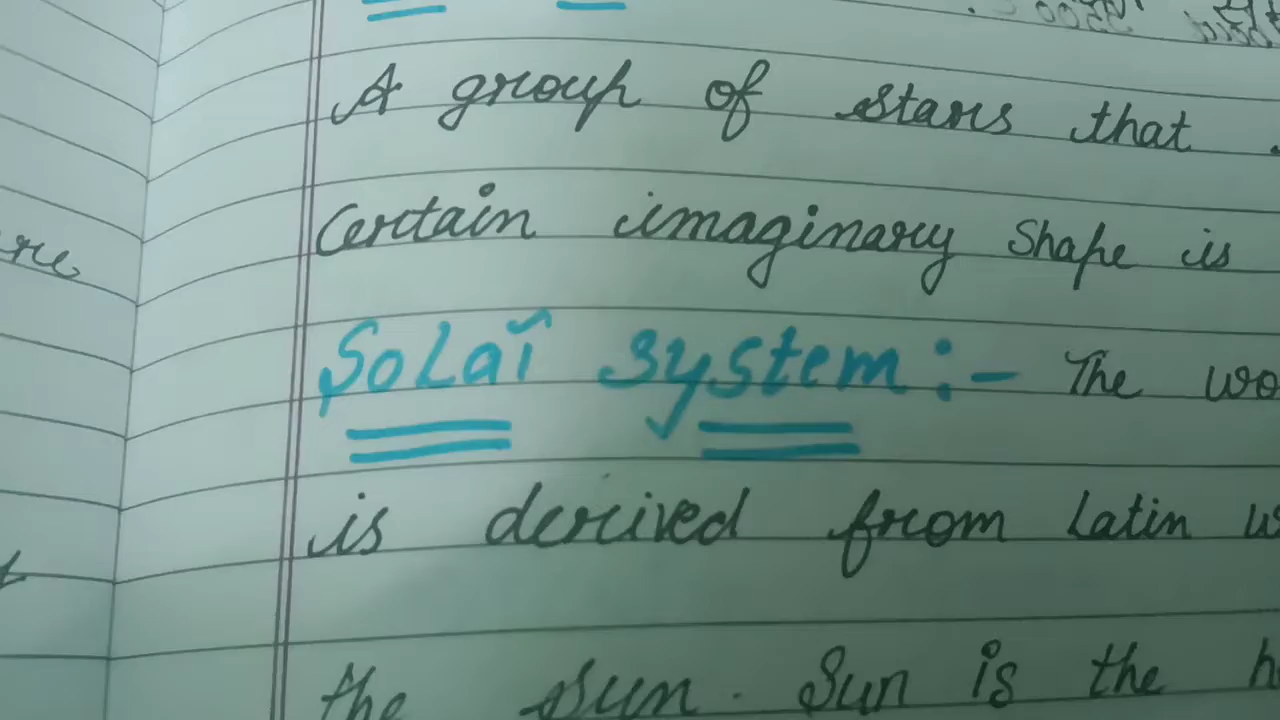 A group of stars that
Certain imaginary shape is
Solar System :- The
is derived from Latin
the sun. Sun is the